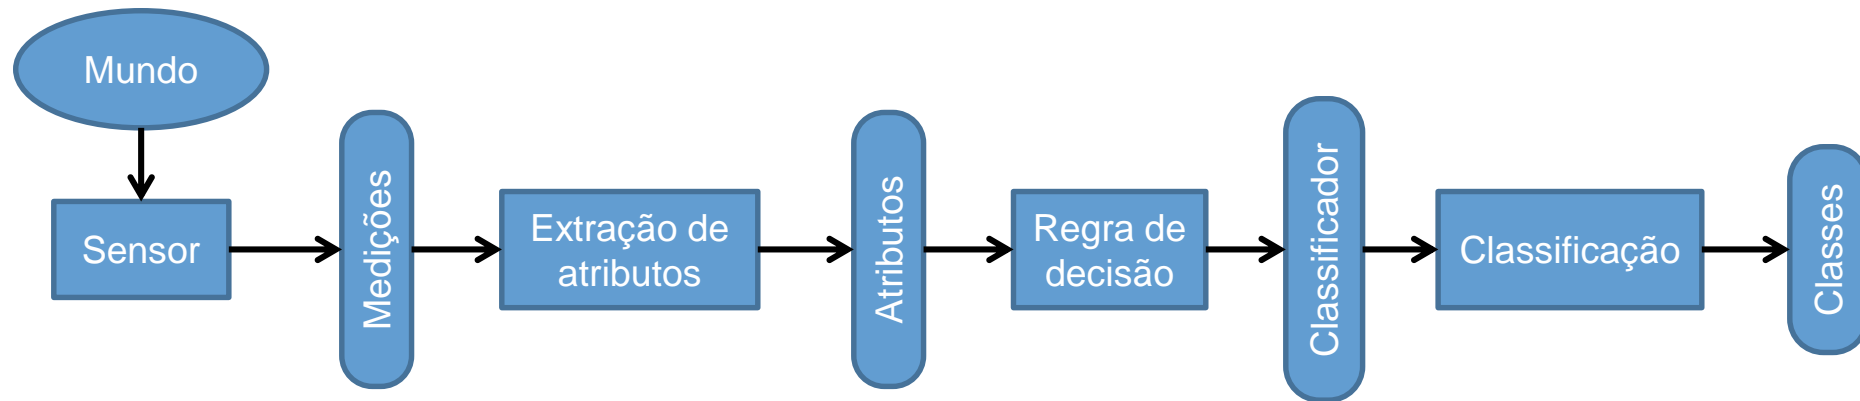 Mundo
Sensor
Medições
Extração de
atributos
Atributos
Regra de
decisão
Classificador
Classificação
Classes